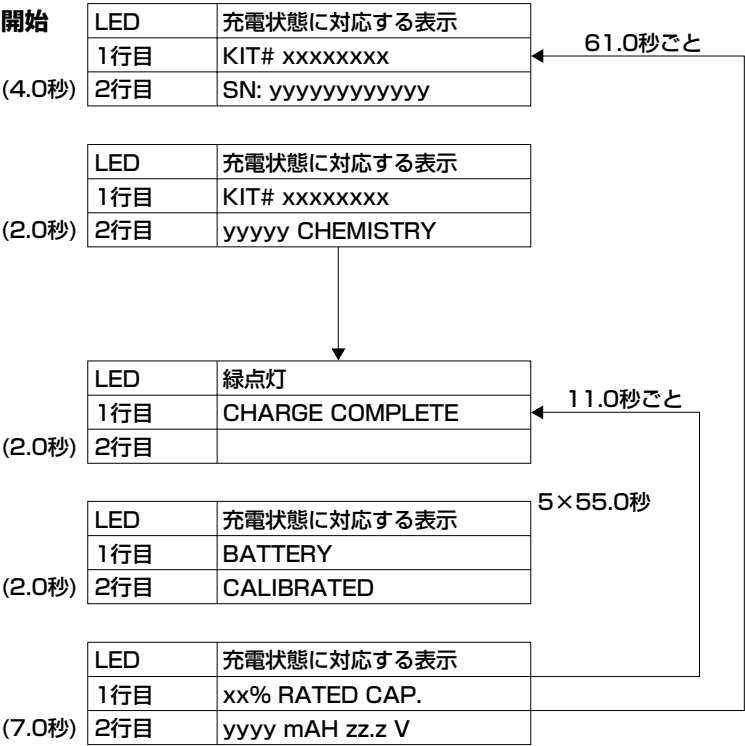 開始 LED 充電状態に対応する表示
1行目 KIT# xxxxxxxx
(4.0秒) 2行目 SN: yyyyyyyyyyyy
61.0秒ごと
LED 充電状態に対応する表示
1行目 KIT# xxxxxxxx
(2.0秒) 2行目 yyyyy CHEMISTRY
LED 緑点灯
1行目 CHARGE COMPLETE
(2.0秒) 2行目
11.0秒ごと
5×55.0秒
LED 充電状態に対応する表示
1行目 BATTERY
(2.0秒) 2行目 CALIBRATED
LED 充電状態に対応する表示
1行目 xx% RATED CAP.
(7.0秒) 2行目 yyyy mAH zz.z V